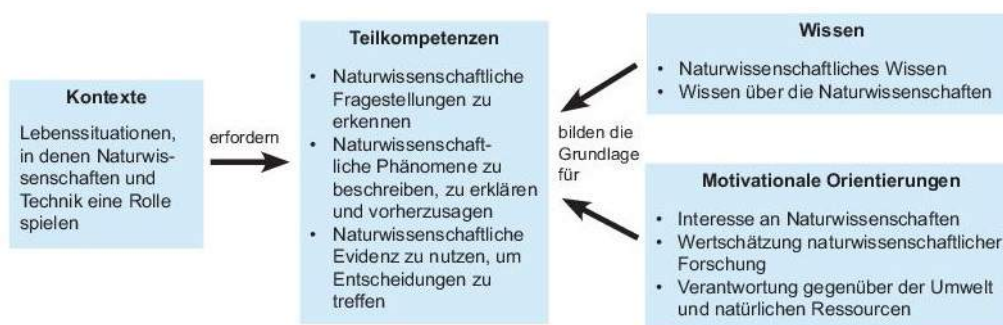 Kontexte
Lebenssituationen,
in denen Naturwis-
senschaften und
Technik eine Rolle
spielen
erfordern
Teilkompetenzen
• Naturwissenschaftliche
Fragestellungen zu
erkennen
• Naturwissenschaft-
liche Phänomene zu
beschreiben, zu erklären
und vorherzusagen
• Naturwissenschaftliche
Evidenz zu nutzen, um
Entscheidungen zu
treffen
bilden die
Grundlage
für
Wissen
• Naturwissenschaftliches Wissen
• Wissen über die Naturwissenschaften
Motivationale Orientierungen
• Interesse an Naturwissenschaften
• Wertschätzung naturwissenschaftlicher
Forschung
• Verantwortung gegenüber der Umwelt
und natürlichen Ressourcen